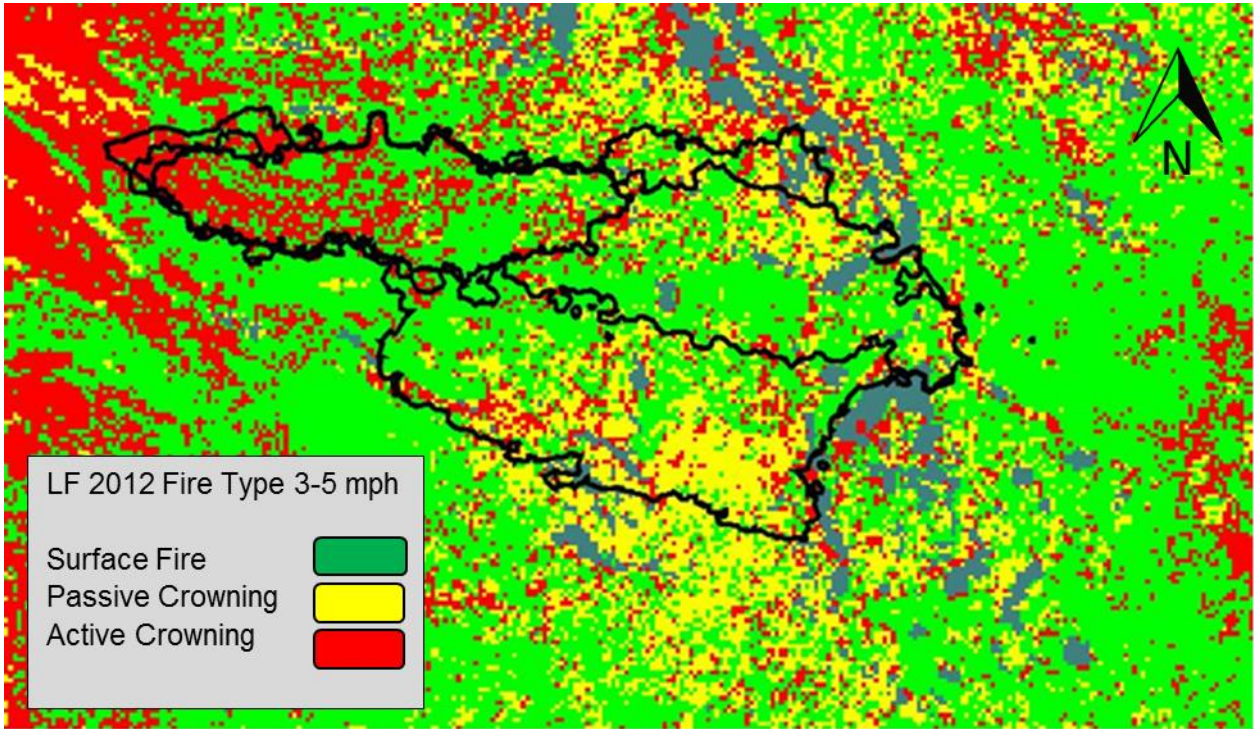 N
LF 2012 Fire Type 3-5 mph
Surface Fire
Passive Crowning
Active Crowning